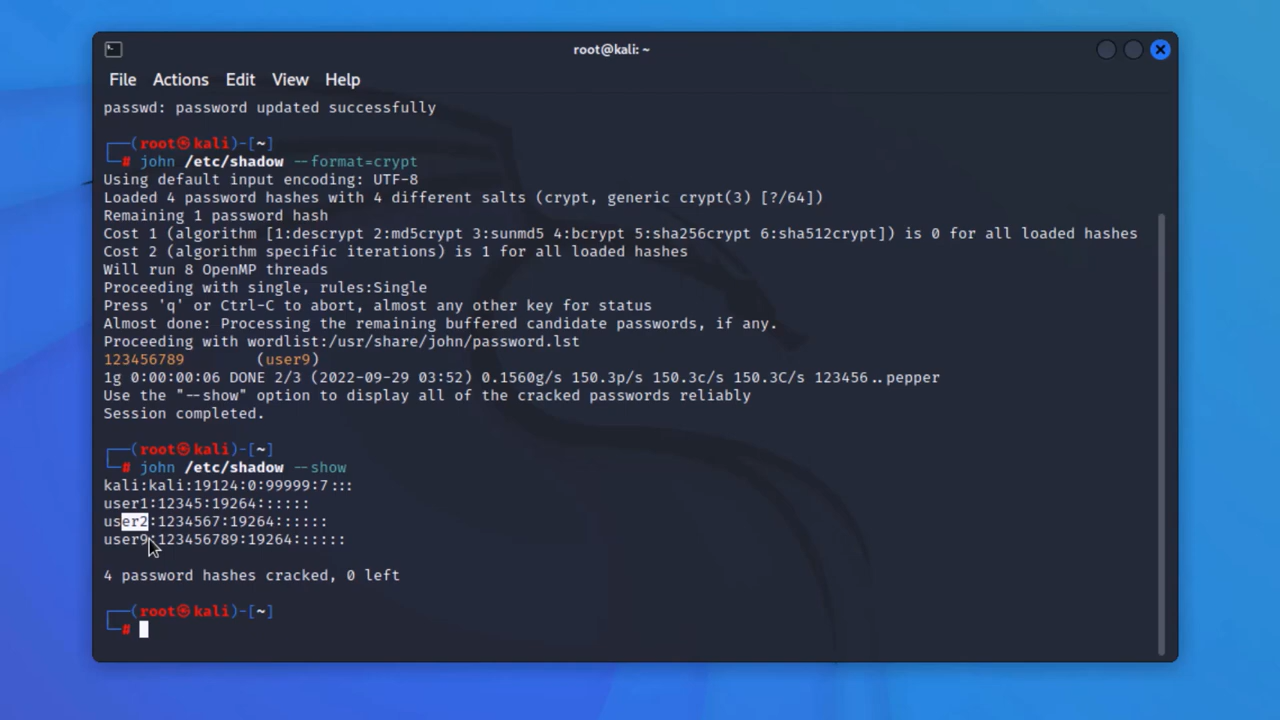 root@kali: ~
File Actions Edit View Help
passwd: password updated successfully
┌──(root㉿kali)-[~]
└─# john /etc/shadow --format=crypt
Using default input encoding: UTF-8
Loaded 4 password hashes with 4 different salts (crypt, generic crypt(3) [?/64])
Remaining 1 password hash
Cost 1 (algorithm [1:descrypt 2:md5crypt 3:sunmd5 4:bcrypt 5:sha256crypt 6:sha512crypt]) is 0 for all loaded hashes
Cost 2 (algorithm specific iterations) is 1 for all loaded hashes
Will run 8 OpenMP threads
Proceeding with single, rules:Single
Press 'q' or Ctrl-C to abort, almost any other key for status
Almost done: Processing the remaining buffered candidate passwords, if any.
Proceeding with wordlist:/usr/share/john/password.lst
123456789        (user9)
1g 0:00:00:06 DONE 2/3 (2022-09-29 03:52) 0.1560g/s 150.3p/s 150.3c/s 150.3C/s 123456..pepper
Use the "--show" option to display all of the cracked passwords reliably
Session completed.
┌──(root㉿kali)-[~]
└─# john /etc/shadow --show
kali:kali:19124:0:99999:7:::
user1:12345:19264::::::
user2:1234567:19264::::::
user9:123456789:19264::::::
4 password hashes cracked, 0 left
┌──(root㉿kali)-[~]
└─#